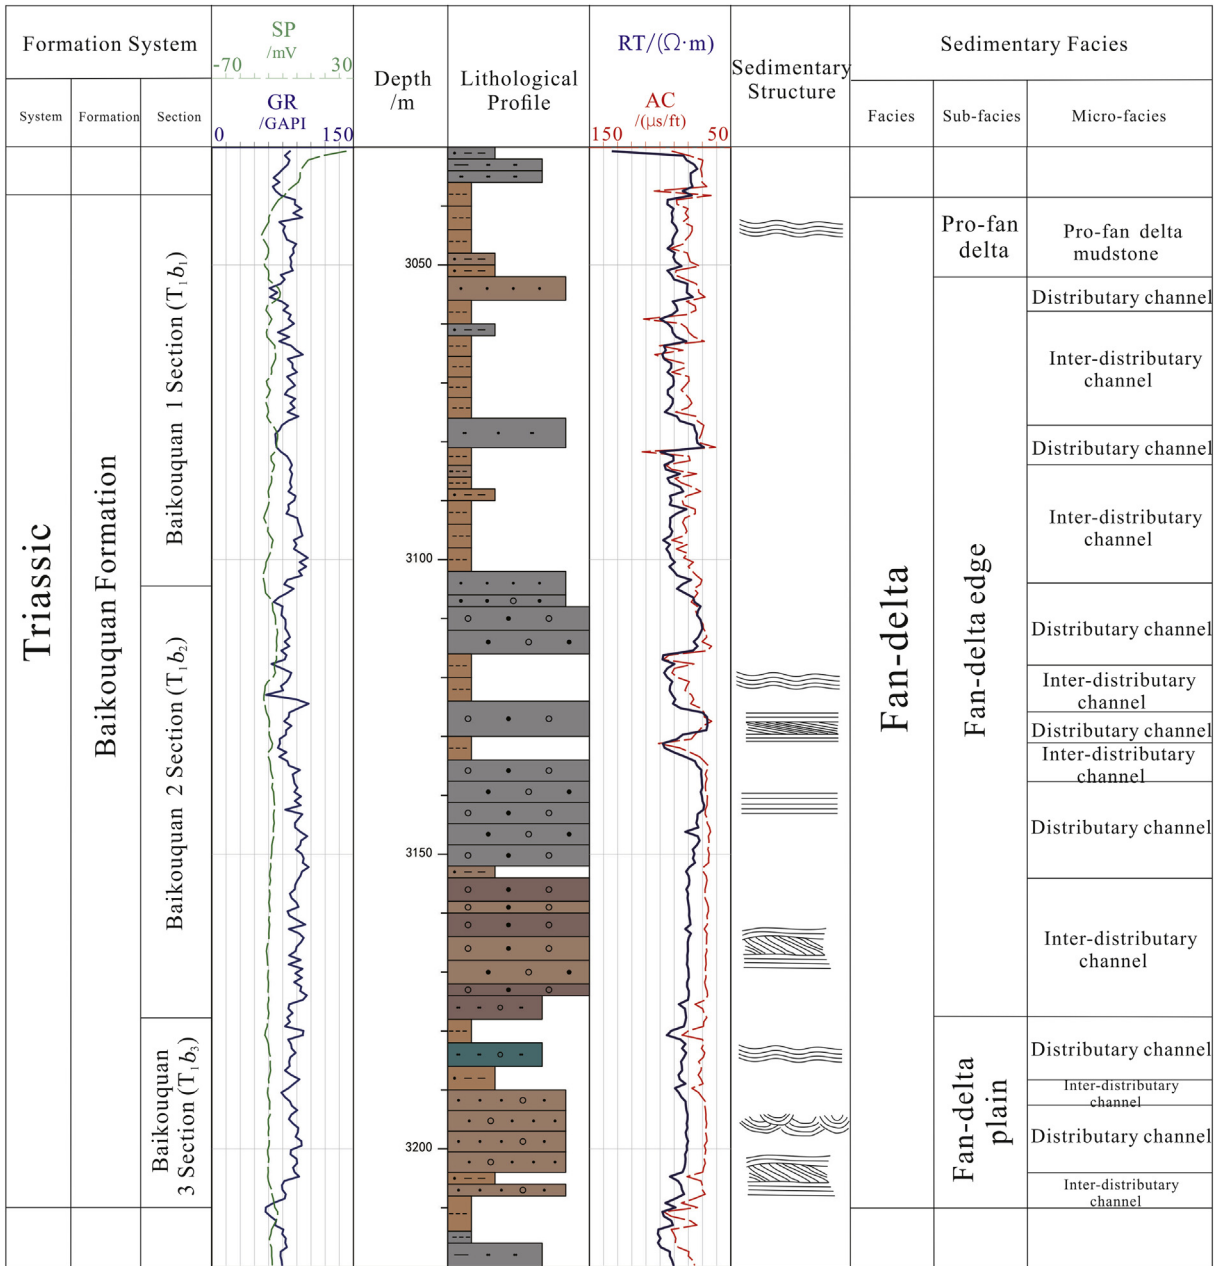 Formation System
SP
/mV
-70 30
GR
/GAPI
0 150
Depth
/m
Lithological
Profile
RT/(Ω·m)
AC
/(μs/ft)
150 50
Sedimentary
Structure
Sedimentary Facies
System
Formation
Section
Facies
Sub-facies
Micro-facies
Triassic
Baikouquan Formation
Baikouquan 1 Section (T₁b₁)
Baikouquan 2 Section (T₁b₂)
Baikouquan
3 Section (T₁b₃)
3050
3100
3150
3200
Fan-delta
Pro-fan
delta
Fan-delta edge
Fan-delta
plain
Pro-fan delta
mudstone
Distributary channel
Inter-distributary
channel
Distributary channel
Inter-distributary
channel
Distributary channel
Inter-distributary
channel
Distributary channel
Inter-distributary
channel
Distributary channel
Inter-distributary
channel
Distributary channel
Inter-distributary
channel
Distributary channel
Inter-distributary
channel